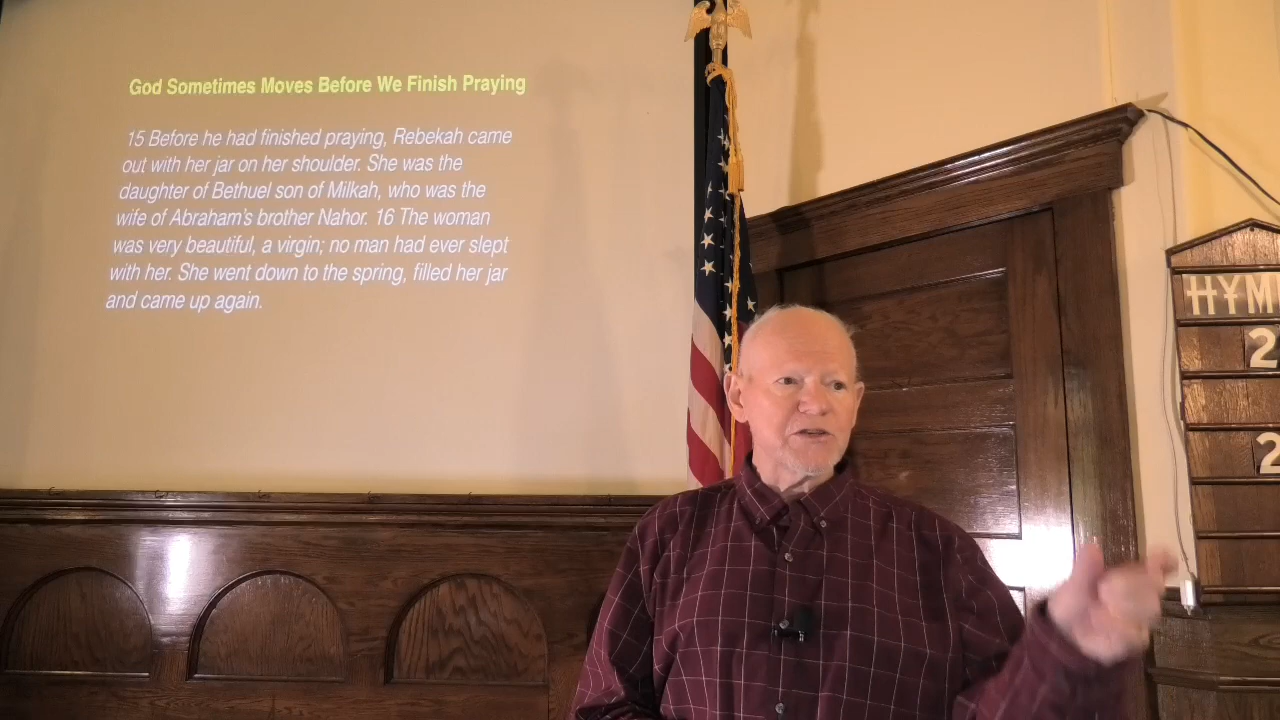 God Sometimes Moves Before We Finish Praying
15 Before he had finished praying, Rebekah came
out with her jar on her shoulder. She was the
daughter of Bethuel son of Milkah, who was the
wife of Abraham's brother Nahor. 16 The woman
was very beautiful, a virgin; no man had ever slept
with her. She went down to the spring, filled her jar
and came up again.
HYM
2
2